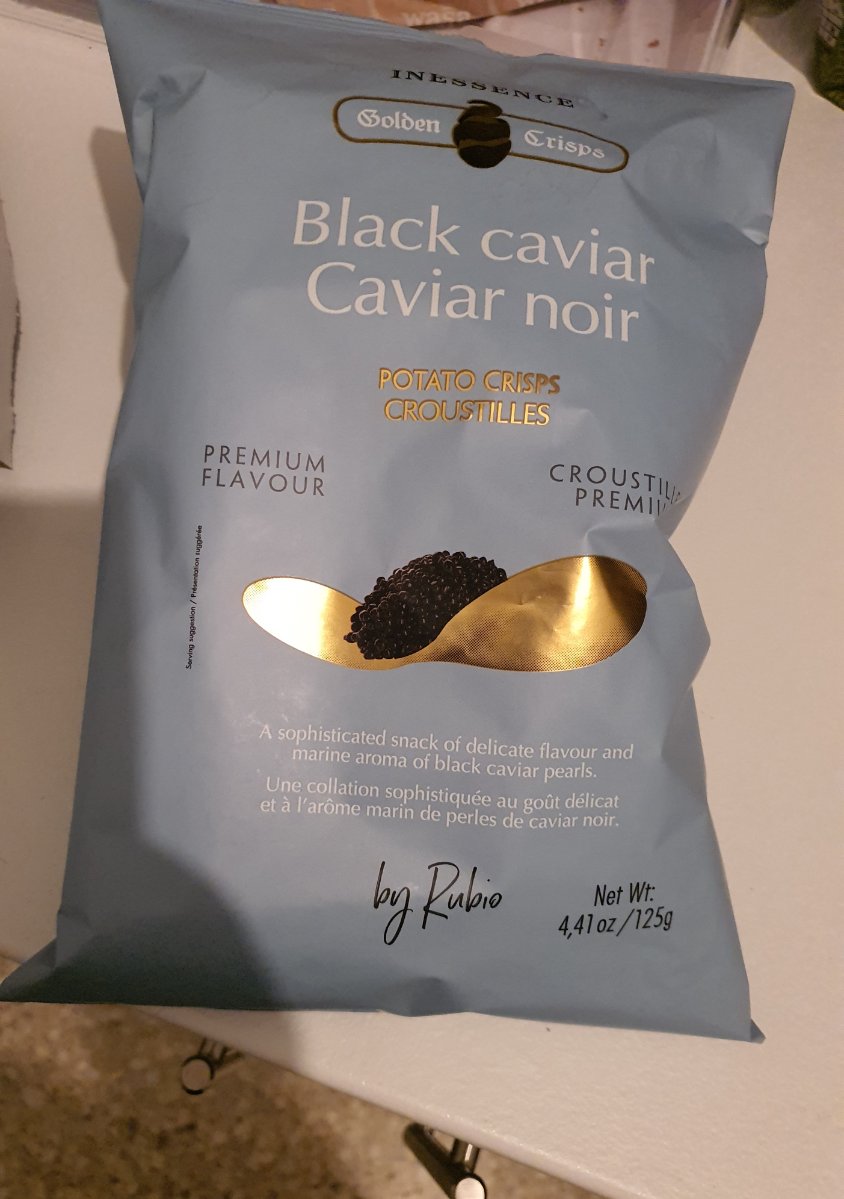 wasa
INESSENCE
Golden Crisps
Black caviar
Caviar noir
POTATO CRISPS
CROUSTILLES
PREMIUM
FLAVOUR
Serving suggestion / Présentation suggérée
A sophisticated snack of delicate flavour and
marine aroma of black caviar pearls.
Une collation sophistiquée au goût délicat
et à l'arôme marin de perles de caviar noir.
by Rubio
Net Wt:
4,41 oz/125g